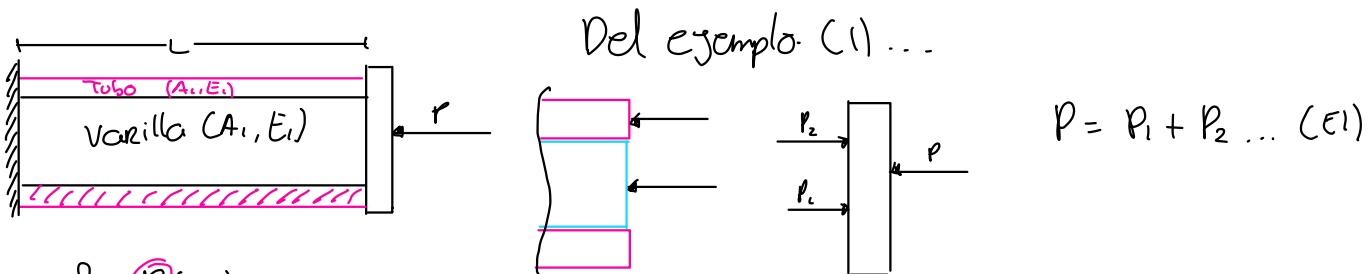 L
Del ejemplo (1) ...
Tubo (A₁,E₁)
Varilla (A₁, E₁)
P
P₂
P₁
P
P = P₁ + P₂ ... (E1)